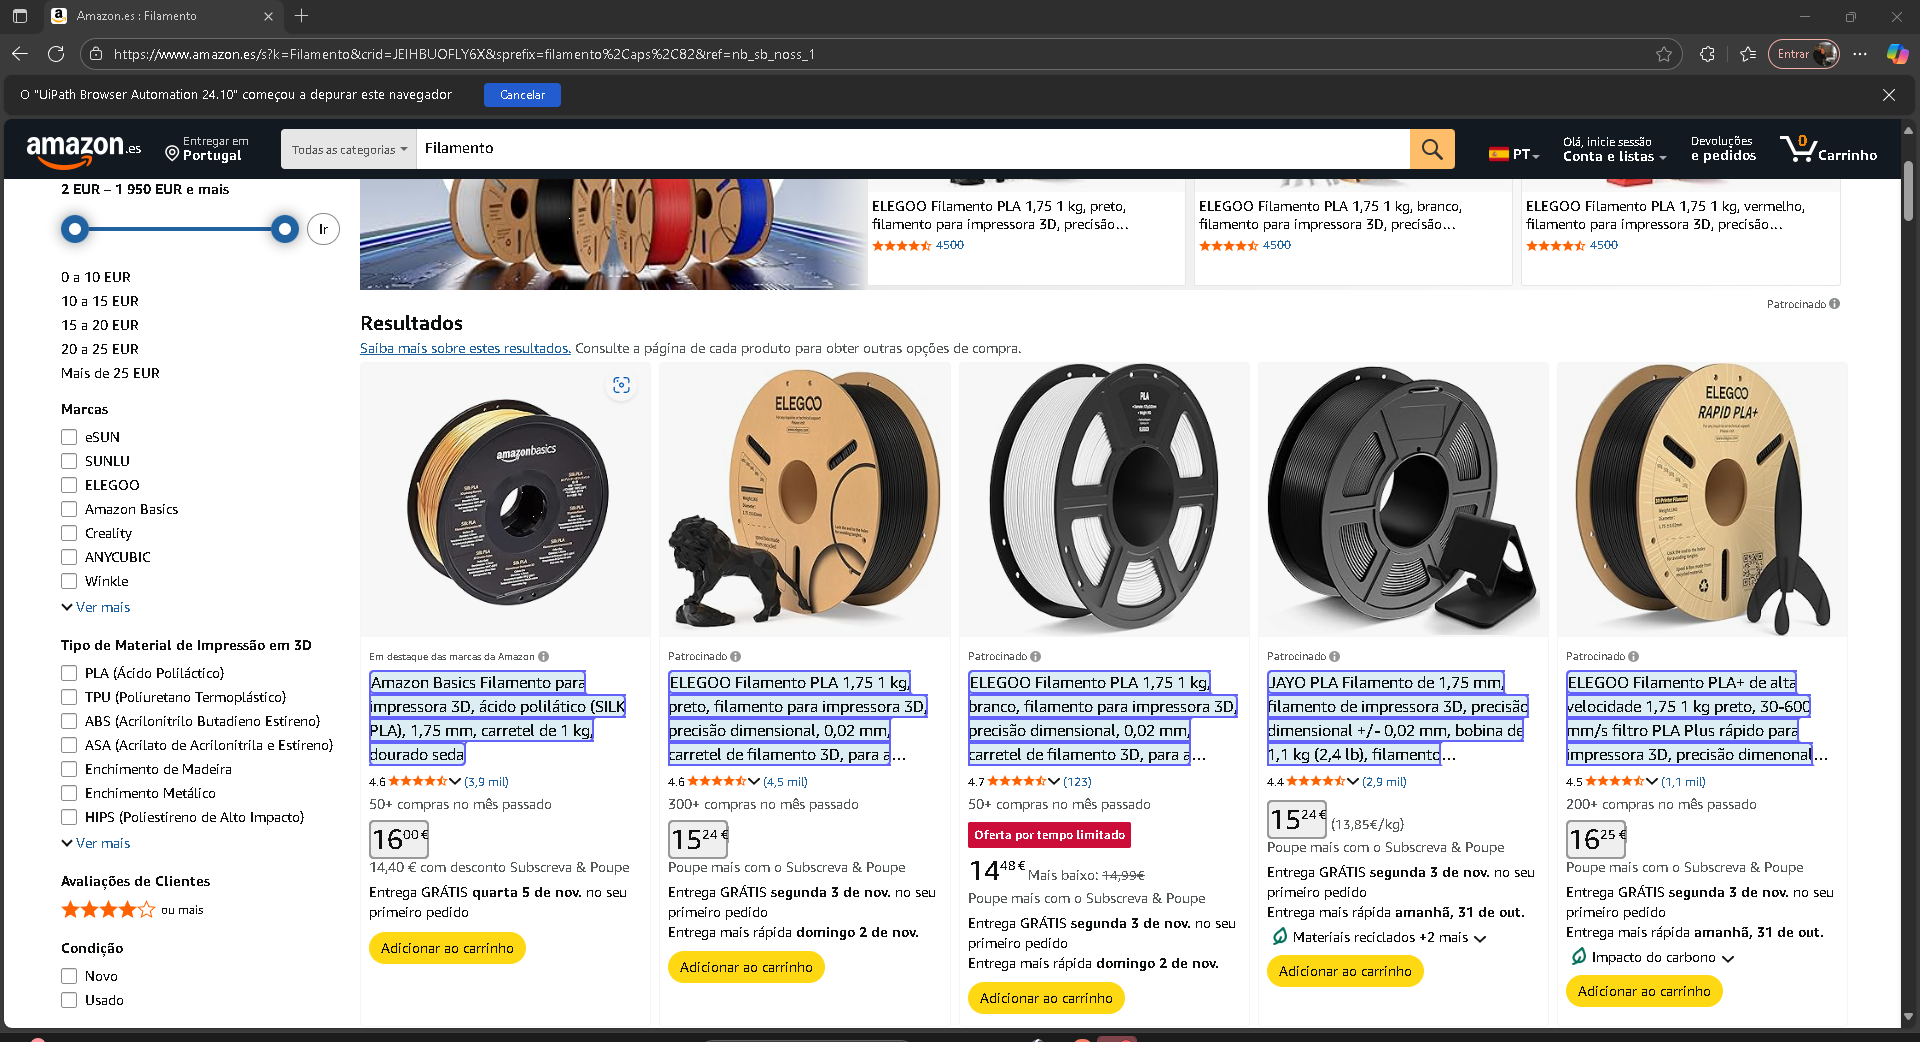 Amazon.es : Filamento
https://www.amazon.es/s?k=Filamento&crid=JEIHBUOFLY6X&sprefix=filamento%2Caps%2C82&ref=nb_sb_noss_1
Entrar
O "UiPath Browser Automation 24.10" começou a depurar este navegador
Cancelar
amazon.es
Entregar em
Portugal
Todas as categorias
Filamento
PT
Olá, inicie sessão
Conta e listas
Devoluções
e pedidos
0
Carrinho
2 EUR – 1 950 EUR e mais
Ir
0 a 10 EUR
10 a 15 EUR
15 a 20 EUR
20 a 25 EUR
Mais de 25 EUR
Marcas
eSUN
SUNLU
ELEGOO
Amazon Basics
Creality
ANYCUBIC
Winkle
Ver mais
Tipo de Material de Impressão em 3D
PLA (Ácido Poliláctico)
TPU (Poliuretano Termoplástico)
ABS (Acrilonitrilo Butadieno Estireno)
ASA (Acrilato de Acrilonitrila e Estireno)
Enchimento de Madeira
Enchimento Metálico
HIPS (Poliestireno de Alto Impacto)
Ver mais
Avaliações de Clientes
ou mais
Condição
Novo
Usado
ELEGOO Filamento PLA 1,75 1 kg, preto,
filamento para impressora 3D, precisão...
4500
ELEGOO Filamento PLA 1,75 1 kg, branco,
filamento para impressora 3D, precisão...
4500
ELEGOO Filamento PLA 1,75 1 kg, vermelho,
filamento para impressora 3D, precisão...
4500
Patrocinado
Resultados
Saiba mais sobre estes resultados. Consulte a página de cada produto para obter outras opções de compra.
amazonbasics
Em destaque das marcas da Amazon
Amazon Basics Filamento para
impressora 3D, ácido polilático (SILK
PLA), 1,75 mm, carretel de 1 kg,
dourado seda
4.6 (3,9 mil)
50+ compras no mês passado
16 00 €
14,40 € com desconto Subscreva & Poupe
Entrega GRÁTIS quarta 5 de nov. no seu
primeiro pedido
Adicionar ao carrinho
ELEGOO
Patrocinado
ELEGOO Filamento PLA 1,75 1 kg,
preto, filamento para impressora 3D,
precisão dimensional, 0,02 mm,
carretel de filamento 3D, para a...
4.6 (4,5 mil)
300+ compras no mês passado
15 24 €
Poupe mais com o Subscreva & Poupe
Entrega GRÁTIS segunda 3 de nov. no seu
primeiro pedido
Entrega mais rápida domingo 2 de nov.
Adicionar ao carrinho
PLA
Patrocinado
ELEGOO Filamento PLA 1,75 1 kg,
branco, filamento para impressora 3D,
precisão dimensional, 0,02 mm,
carretel de filamento 3D, para a...
4.7 (123)
50+ compras no mês passado
Oferta por tempo limitado
14 48 € Mais baixo: 14,99€
Poupe mais com o Subscreva & Poupe
Entrega GRÁTIS segunda 3 de nov. no seu
primeiro pedido
Entrega mais rápida domingo 2 de nov.
Adicionar ao carrinho
Patrocinado
JAYO PLA Filamento de 1,75 mm,
filamento de impressora 3D, precisão
dimensional +/- 0,02 mm, bobina de
1,1 kg (2,4 lb), filamento...
4.4 (2,9 mil)
15 24 € (13,85€/kg)
Poupe mais com o Subscreva & Poupe
Entrega GRÁTIS segunda 3 de nov. no seu
primeiro pedido
Entrega mais rápida amanhã, 31 de out.
Materiais reciclados +2 mais
Adicionar ao carrinho
ELEGOO
RAPID PLA+
Patrocinado
ELEGOO Filamento PLA+ de alta
velocidade 1,75 1 kg preto, 30-600
mm/s filtro PLA Plus rápido para
impressora 3D, precisão dimenonal...
4.5 (1,1 mil)
200+ compras no mês passado
16 25 €
Poupe mais com o Subscreva & Poupe
Entrega GRÁTIS segunda 3 de nov. no seu
primeiro pedido
Entrega mais rápida amanhã, 31 de out.
Impacto do carbono
Adicionar ao carrinho